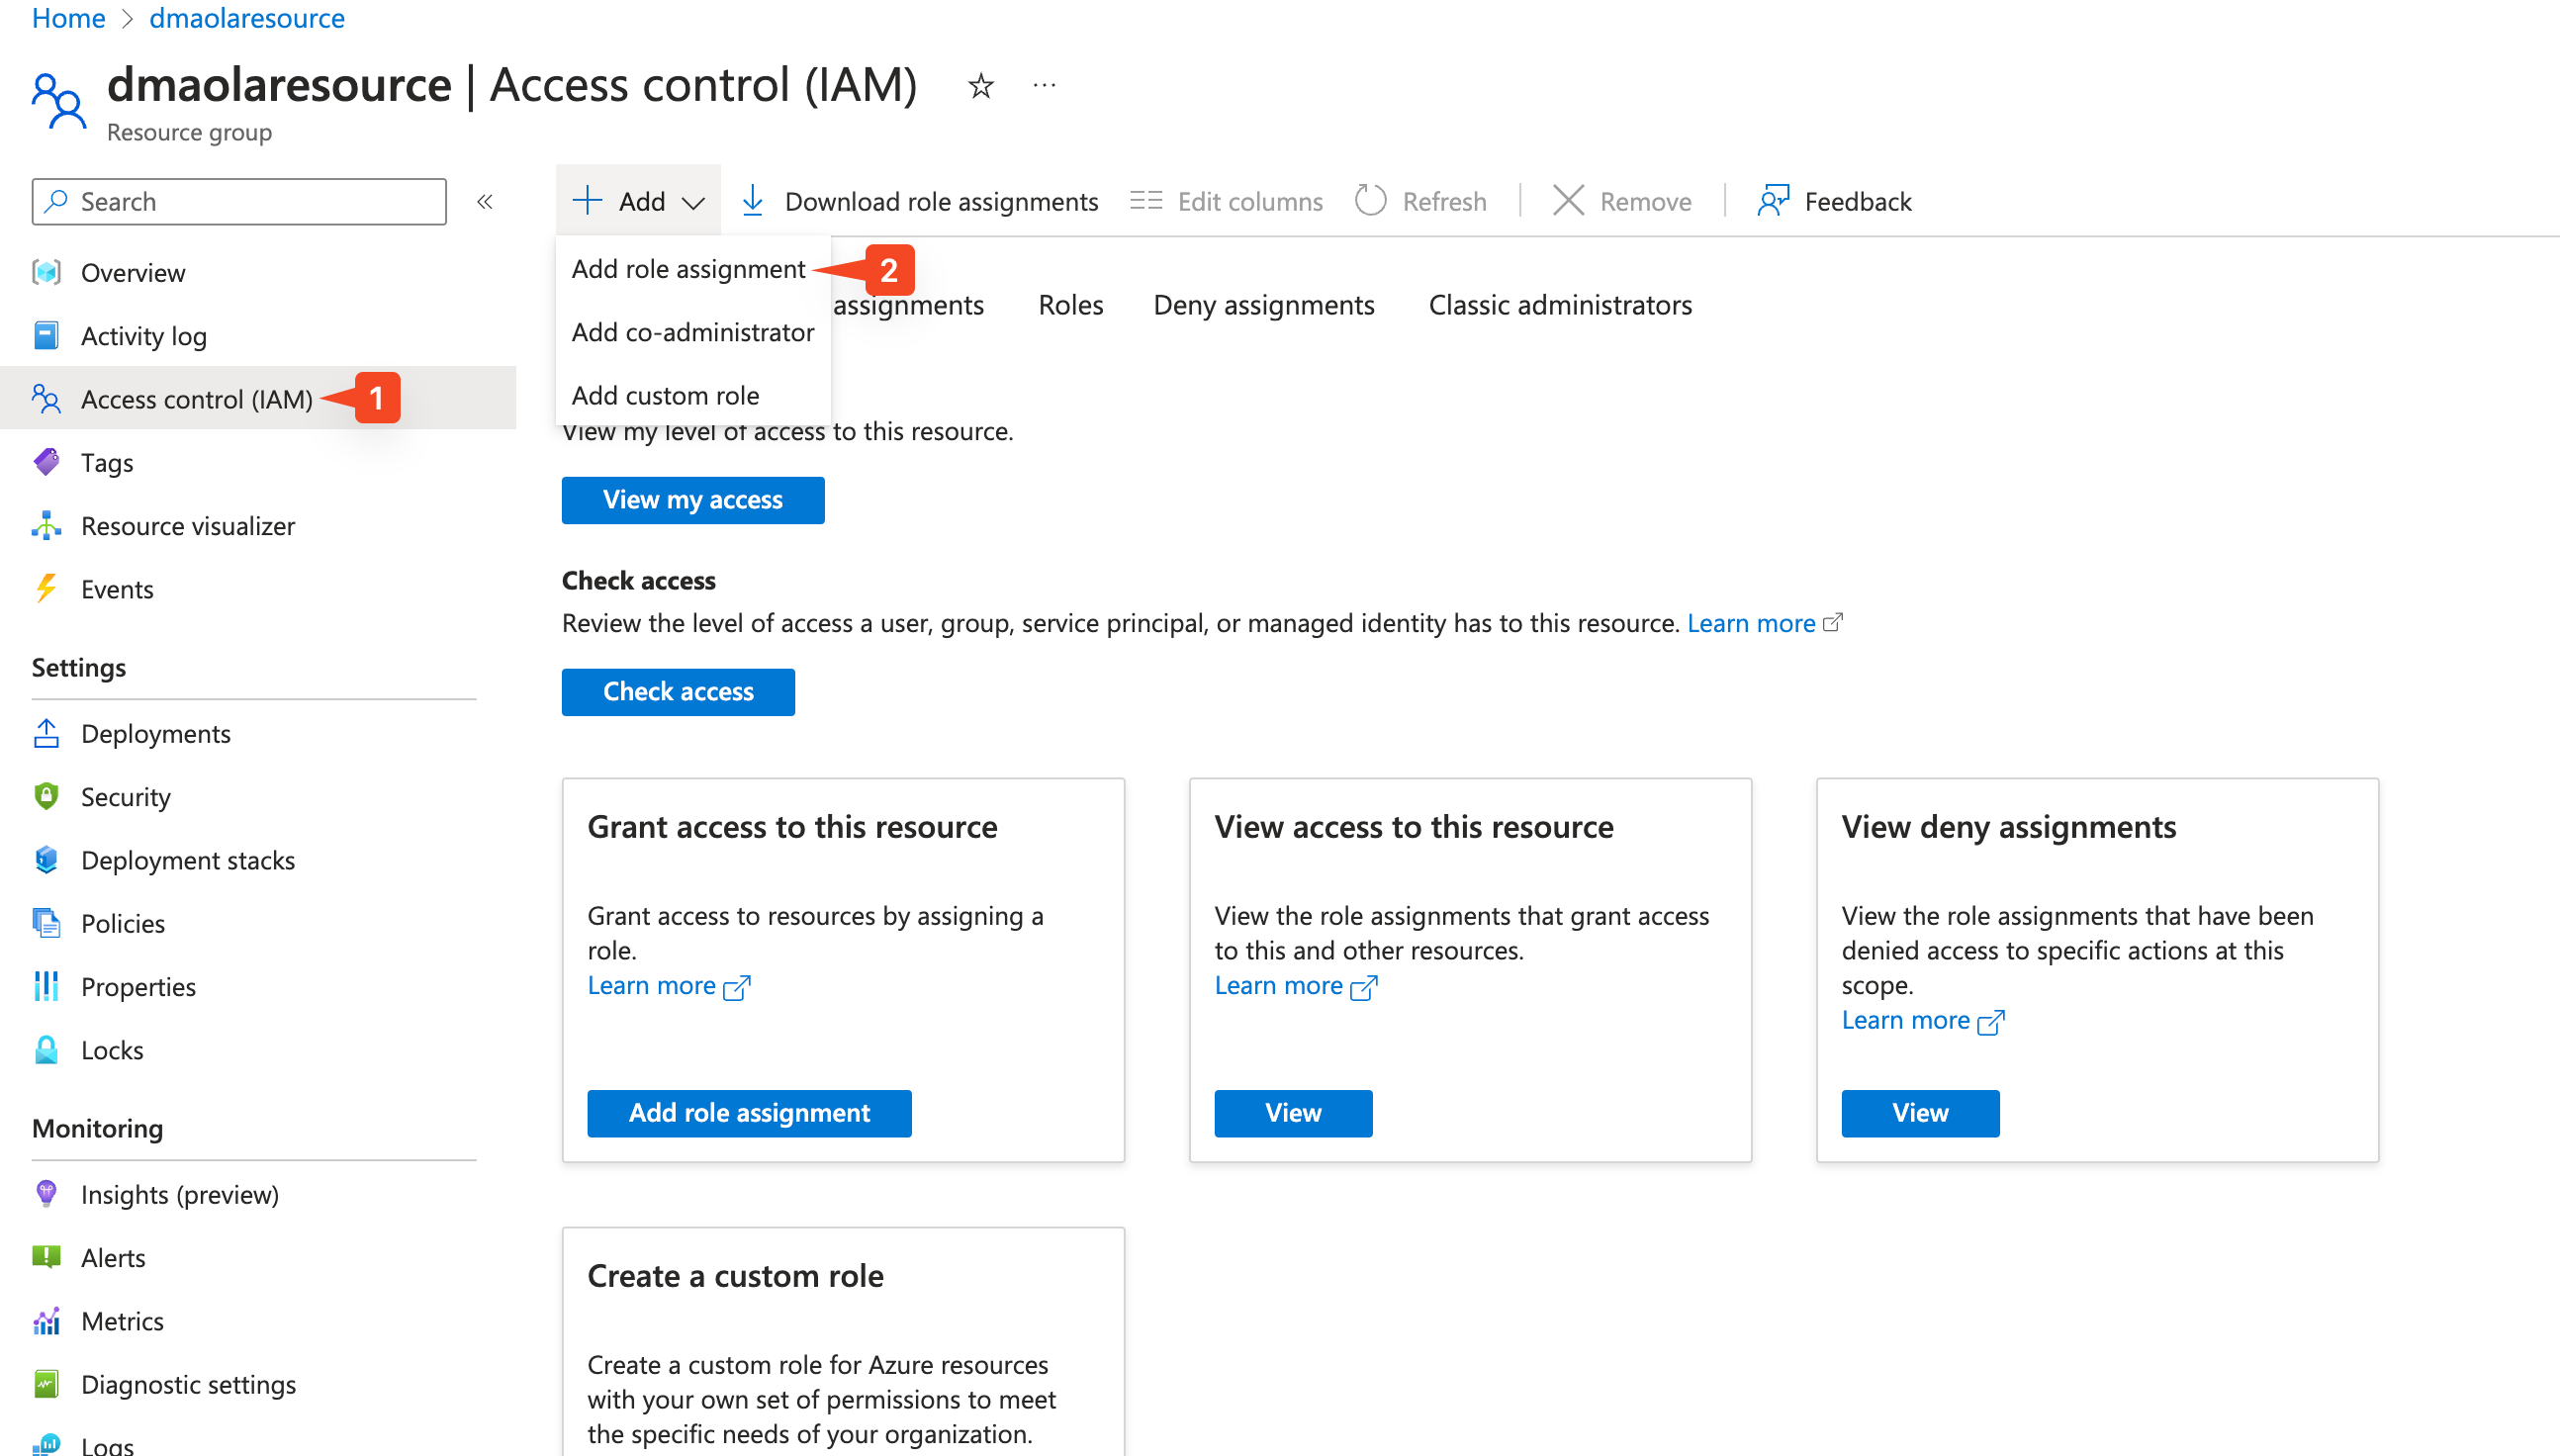 Home > dmaolaresource
dmaolaresource | Access control (IAM)
Resource group
Search
Overview
Activity log
Access control (IAM)
1
Tags
Resource visualizer
Events
Settings
Deployments
Security
Deployment stacks
Policies
Properties
Locks
Monitoring
Insights (preview)
Alerts
Metrics
Diagnostic settings
Logs
Add
Download role assignments
Edit columns
Refresh
Remove
Feedback
Add role assignment
2
Add co-administrator
Add custom role
assignments
Roles
Deny assignments
Classic administrators
View my level of access to this resource.
View my access
Check access
Review the level of access a user, group, service principal, or managed identity has to this resource. Learn more
Check access
Grant access to this resource
Grant access to resources by assigning a
role.
Learn more
Add role assignment
View access to this resource
View the role assignments that grant access
to this and other resources.
Learn more
View
View deny assignments
View the role assignments that have been
denied access to specific actions at this
scope.
Learn more
View
Create a custom role
Create a custom role for Azure resources
with your own set of permissions to meet
the specific needs of your organization.